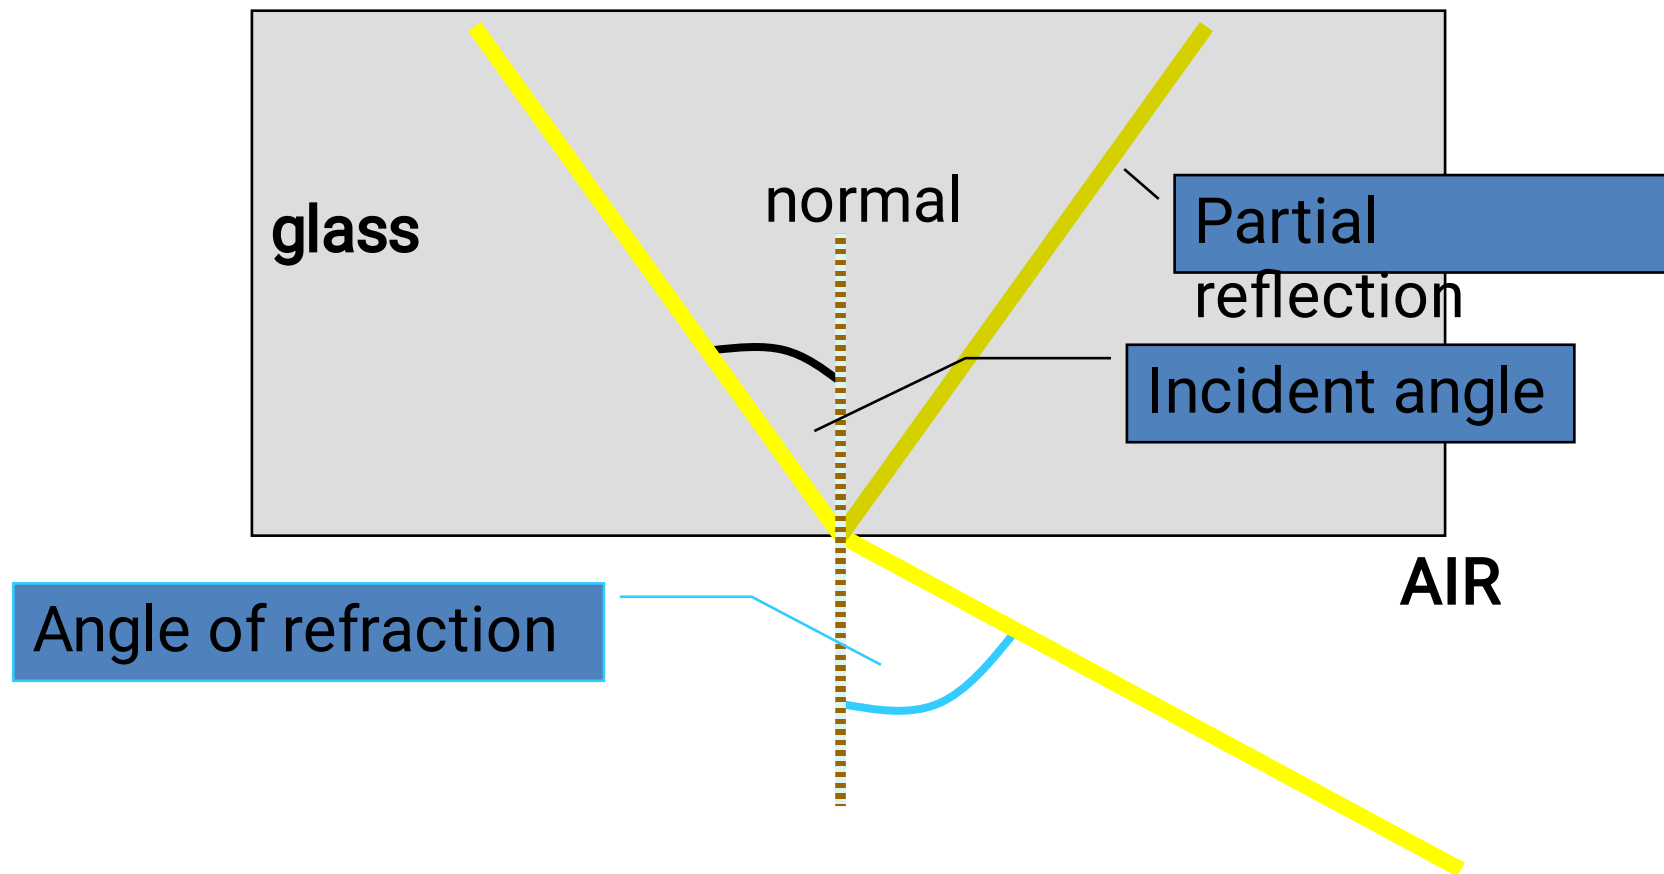 normal
glass
Partial
reflection
Incident angle
AIR
Angle of refraction